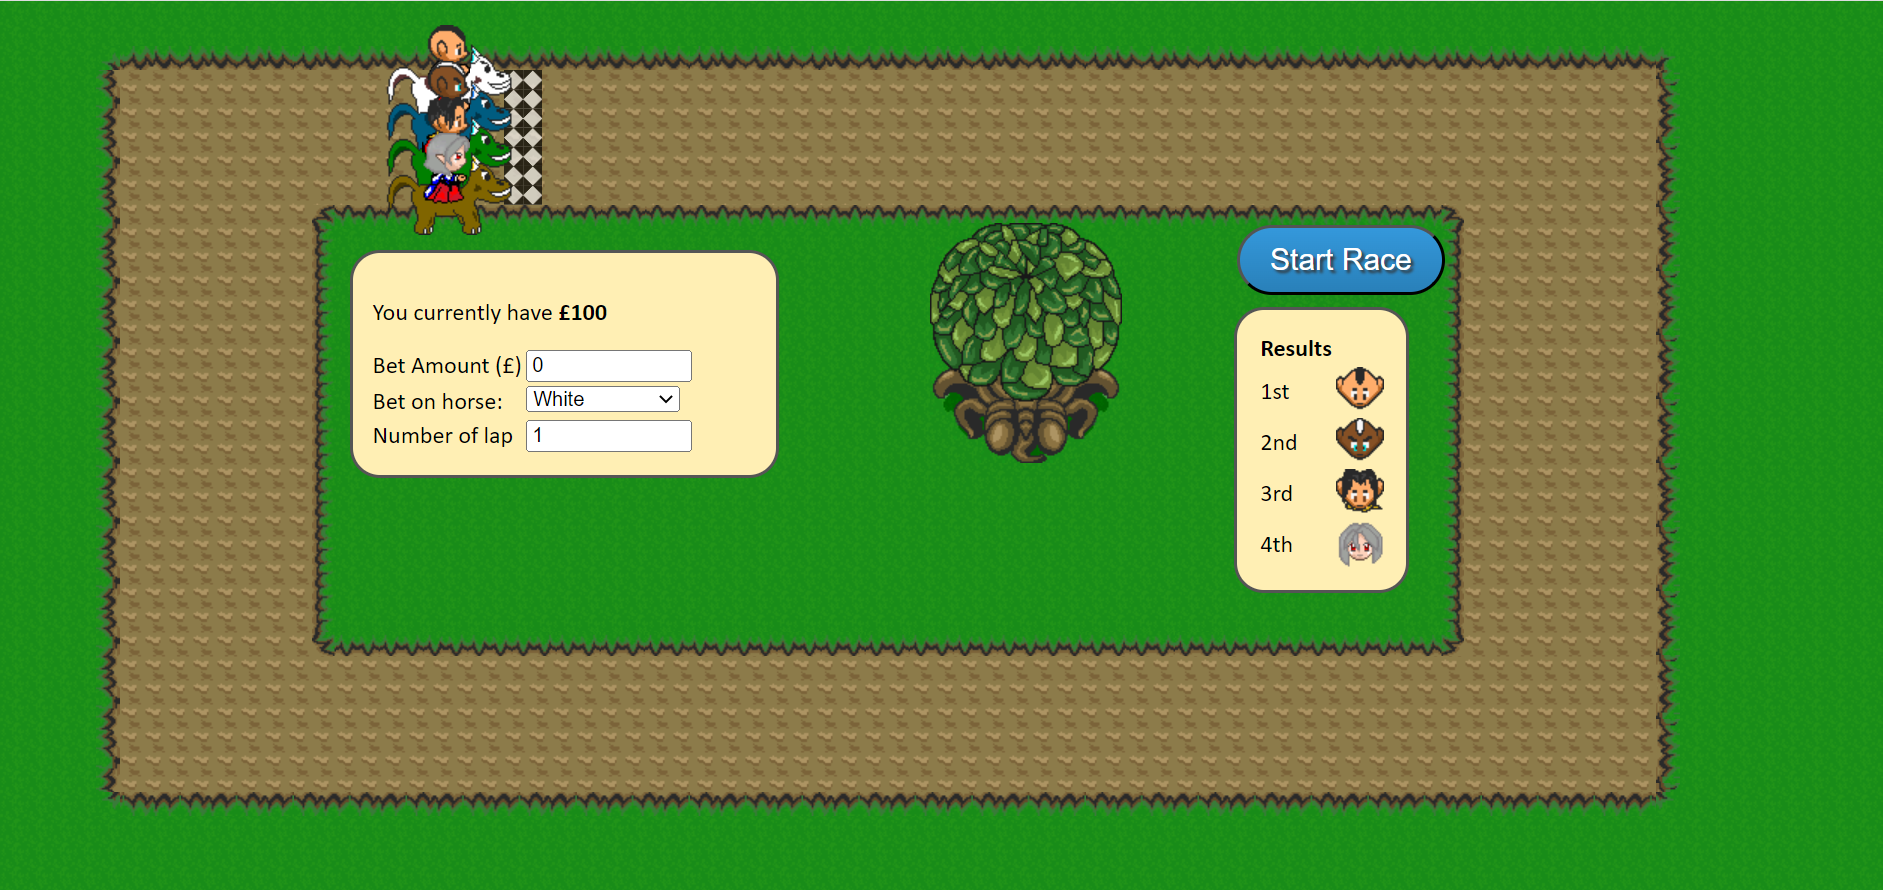 You currently have £100
Bet Amount (£) 0
Bet on horse: White
Number of lap 1
Start Race
Results
1st
2nd
3rd
4th